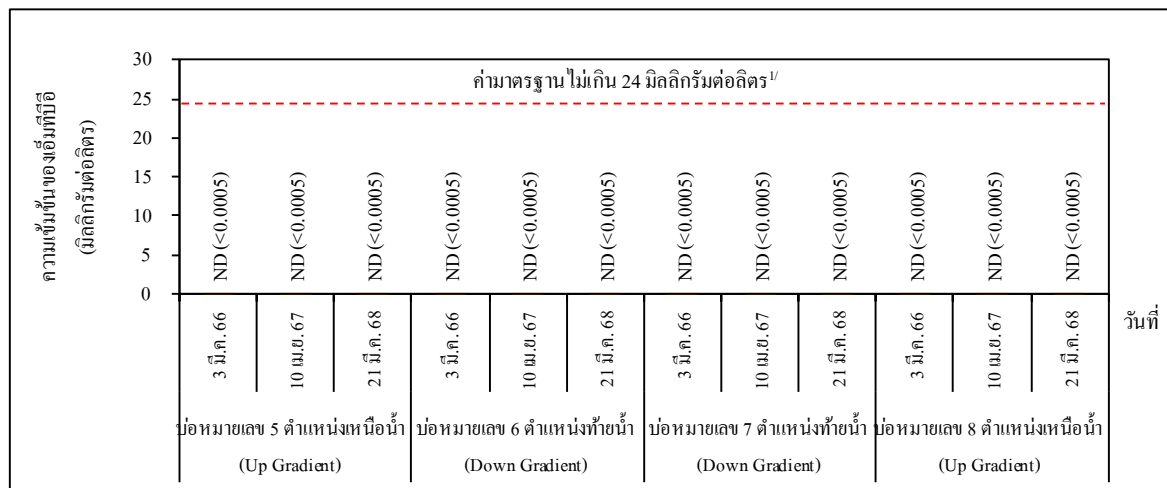 ความเข้มข้นของเอ็มทีบีอี
(มิลลิกรัมต่อลิตร)
30
25
20
15
10
5
0
ค่ามาตรฐานไม่เกิน 24 มิลลิกรัมต่อลิตร1/
ND (<0.0005)
ND (<0.0005)
ND (<0.0005)
ND (<0.0005)
ND (<0.0005)
ND (<0.0005)
ND (<0.0005)
ND (<0.0005)
ND (<0.0005)
ND (<0.0005)
ND (<0.0005)
ND (<0.0005)
3 มี.ค. 66
10 เม.ย. 67
21 มี.ค. 68
3 มี.ค. 66
10 เม.ย. 67
21 มี.ค. 68
3 มี.ค. 66
10 เม.ย. 67
21 มี.ค. 68
3 มี.ค. 66
10 เม.ย. 67
21 มี.ค. 68
วันที่
บ่อหมายเลข 5 ตำแหน่งเหนือน้ำ
(Up Gradient)
บ่อหมายเลข 6 ตำแหน่งท้ายน้ำ
(Down Gradient)
บ่อหมายเลข 7 ตำแหน่งท้ายน้ำ
(Down Gradient)
บ่อหมายเลข 8 ตำแหน่งเหนือน้ำ
(Up Gradient)